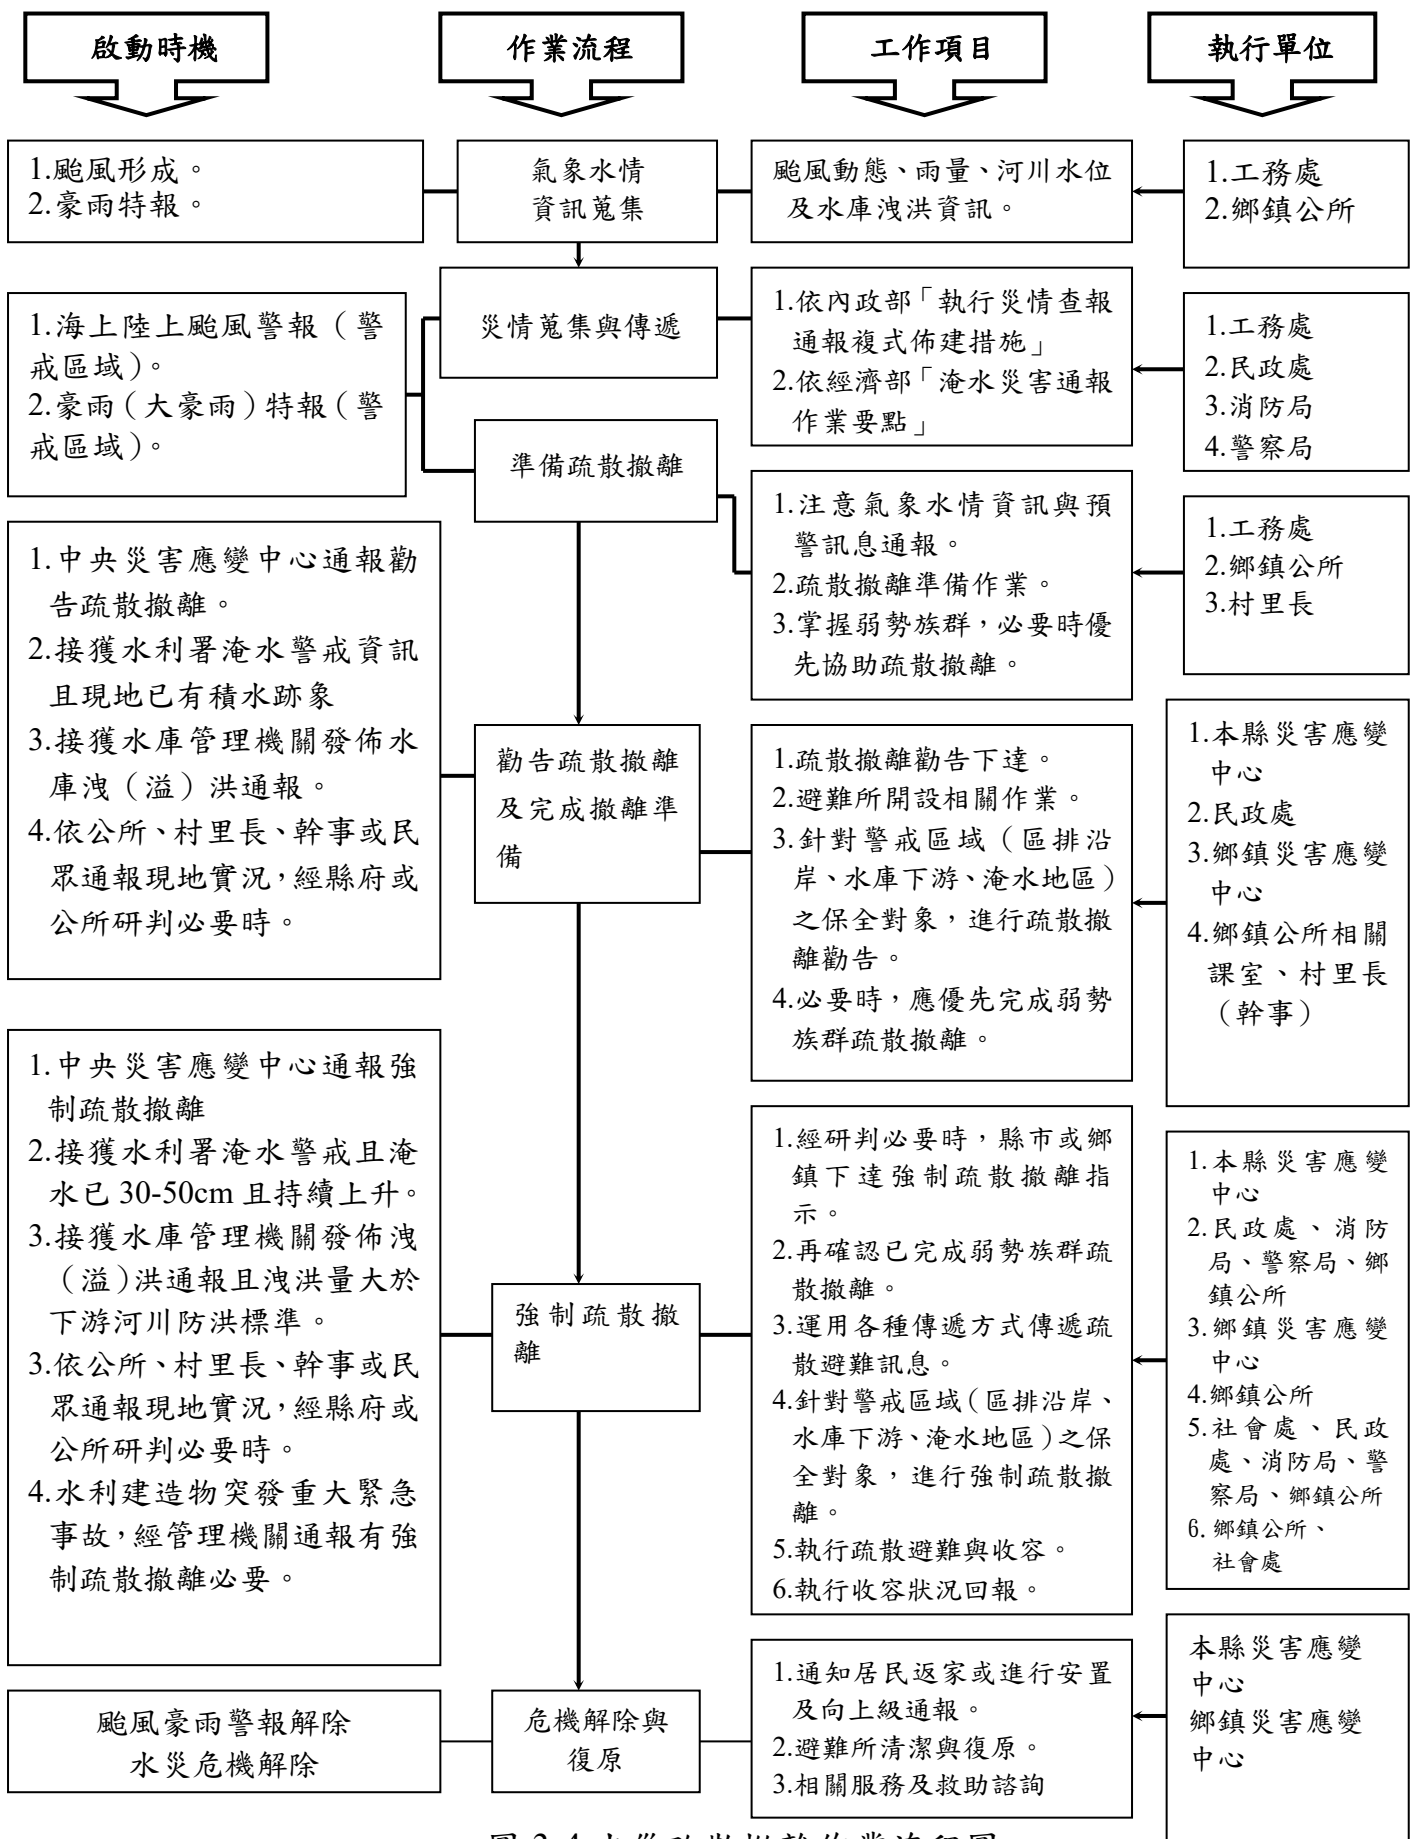 啟動時機
作業流程
工作項目
執行單位
1.颱風形成。
2.豪雨特報。
氣象水情
資訊蒐集
颱風動態、雨量、河川水位
及水庫洩洪資訊。
1.工務處
2.鄉鎮公所
1.海上陸上颱風警報（警
戒區域）。
2.豪雨（大豪雨）特報（警
戒區域）。
災情蒐集與傳遞
1.依內政部「執行災情查報
通報複式佈建措施」
2.依經濟部「淹水災害通報
作業要點」
1.工務處
2.民政處
3.消防局
4.警察局
準備疏散撤離
1.注意氣象水情資訊與預
警訊息通報。
2.疏散撤離準備作業。
3.掌握弱勢族群，必要時優
先協助疏散撤離。
1.工務處
2.鄉鎮公所
3.村里長
1.中央災害應變中心通報勸
告疏散撤離。
2.接獲水利署淹水警戒資訊
且現地已有積水跡象
3.接獲水庫管理機關發佈水
庫洩（溢）洪通報。
4.依公所、村里長、幹事或民
眾通報現地實況，經縣府或
公所研判必要時。
勸告疏散撤離
及完成撤離準
備
1.疏散撤離勸告下達。
2.避難所開設相關作業。
3.針對警戒區域（區排沿
岸、水庫下游、淹水地區）
之保全對象，進行疏散撤
離勸告。
4.必要時，應優先完成弱勢
族群疏散撤離。
1.本縣災害應變
中心
2.民政處
3.鄉鎮災害應變
中心
4.鄉鎮公所相關
課室、村里長
（幹事）
1.中央災害應變中心通報強
制疏散撤離
2.接獲水利署淹水警戒且淹
水已 30-50cm 且持續上升。
3.接獲水庫管理機關發佈洩
（溢）洪通報且洩洪量大於
下游河川防洪標準。
3.依公所、村里長、幹事或民
眾通報現地實況，經縣府或
公所研判必要時。
4.水利建造物突發重大緊急
事故，經管理機關通報有強
制疏散撤離必要。
強制疏散撤
離
1.經研判必要時，縣市或鄉
鎮下達強制疏散撤離指
示。
2.再確認已完成弱勢族群疏
散撤離。
3.運用各種傳遞方式傳遞疏
散避難訊息。
4.針對警戒區域（區排沿岸、
水庫下游、淹水地區）之保
全對象，進行強制疏散撤
離。
5.執行疏散避難與收容。
6.執行收容狀況回報。
1.本縣災害應變
中心
2.民政處、消防
局、警察局、鄉
鎮公所
3.鄉鎮災害應變
中心
4.鄉鎮公所
5.社會處、民政
處、消防局、警
察局、鄉鎮公所
6.鄉鎮公所、
社會處
颱風豪雨警報解除
水災危機解除
危機解除與
復原
1.通知居民返家或進行安置
及向上級通報。
2.避難所清潔與復原。
3.相關服務及救助諮詢
本縣災害應變
中心
鄉鎮災害應變
中心